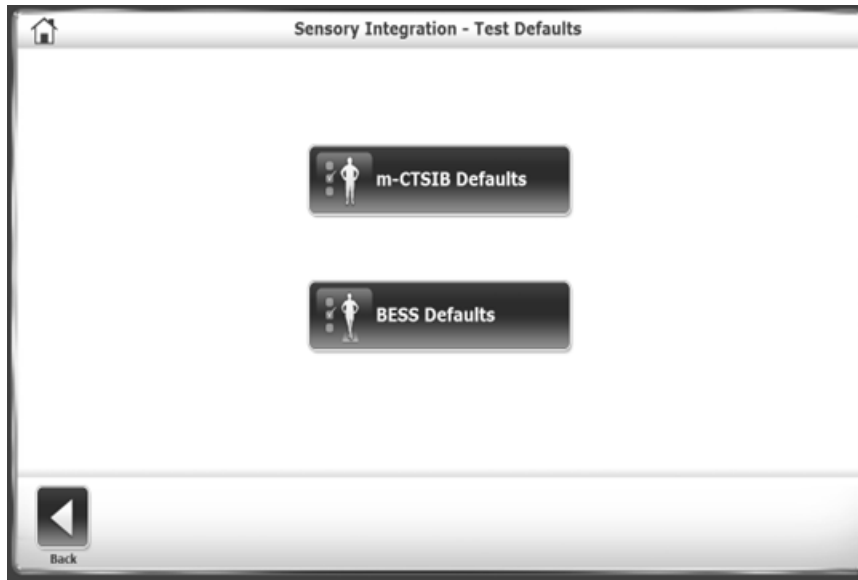 Sensory Integration - Test Defaults
m-CTSIB Defaults
BESS Defaults
Back